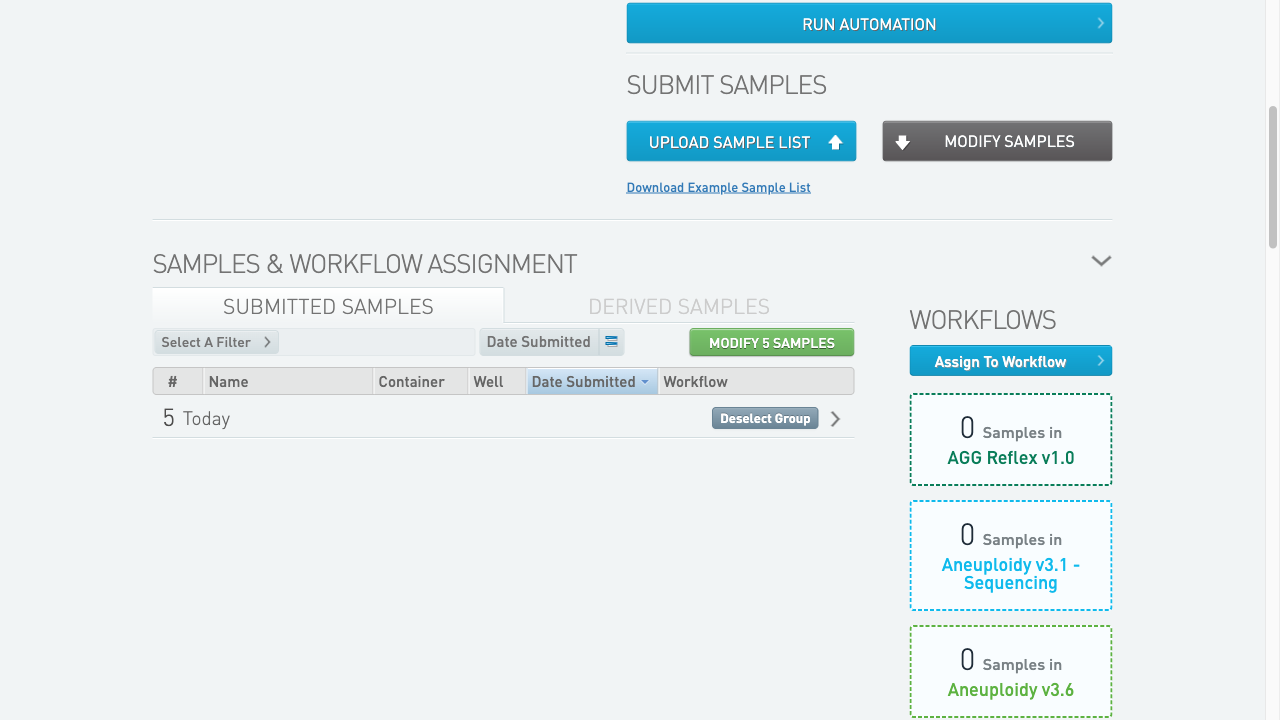 RUN AUTOMATION
SUBMIT SAMPLES
UPLOAD SAMPLE LIST
MODIFY SAMPLES
Download Example Sample List
SAMPLES & WORKFLOW ASSIGNMENT
SUBMITTED SAMPLES
DERIVED SAMPLES
Select A Filter
Date Submitted
MODIFY 5 SAMPLES
# Name Container Well Date Submitted Workflow
5 Today
Deselect Group
WORKFLOWS
Assign To Workflow
0 Samples in
AGG Reflex v1.0
0 Samples in
Aneuploidy v3.1 -
Sequencing
0 Samples in
Aneuploidy v3.6